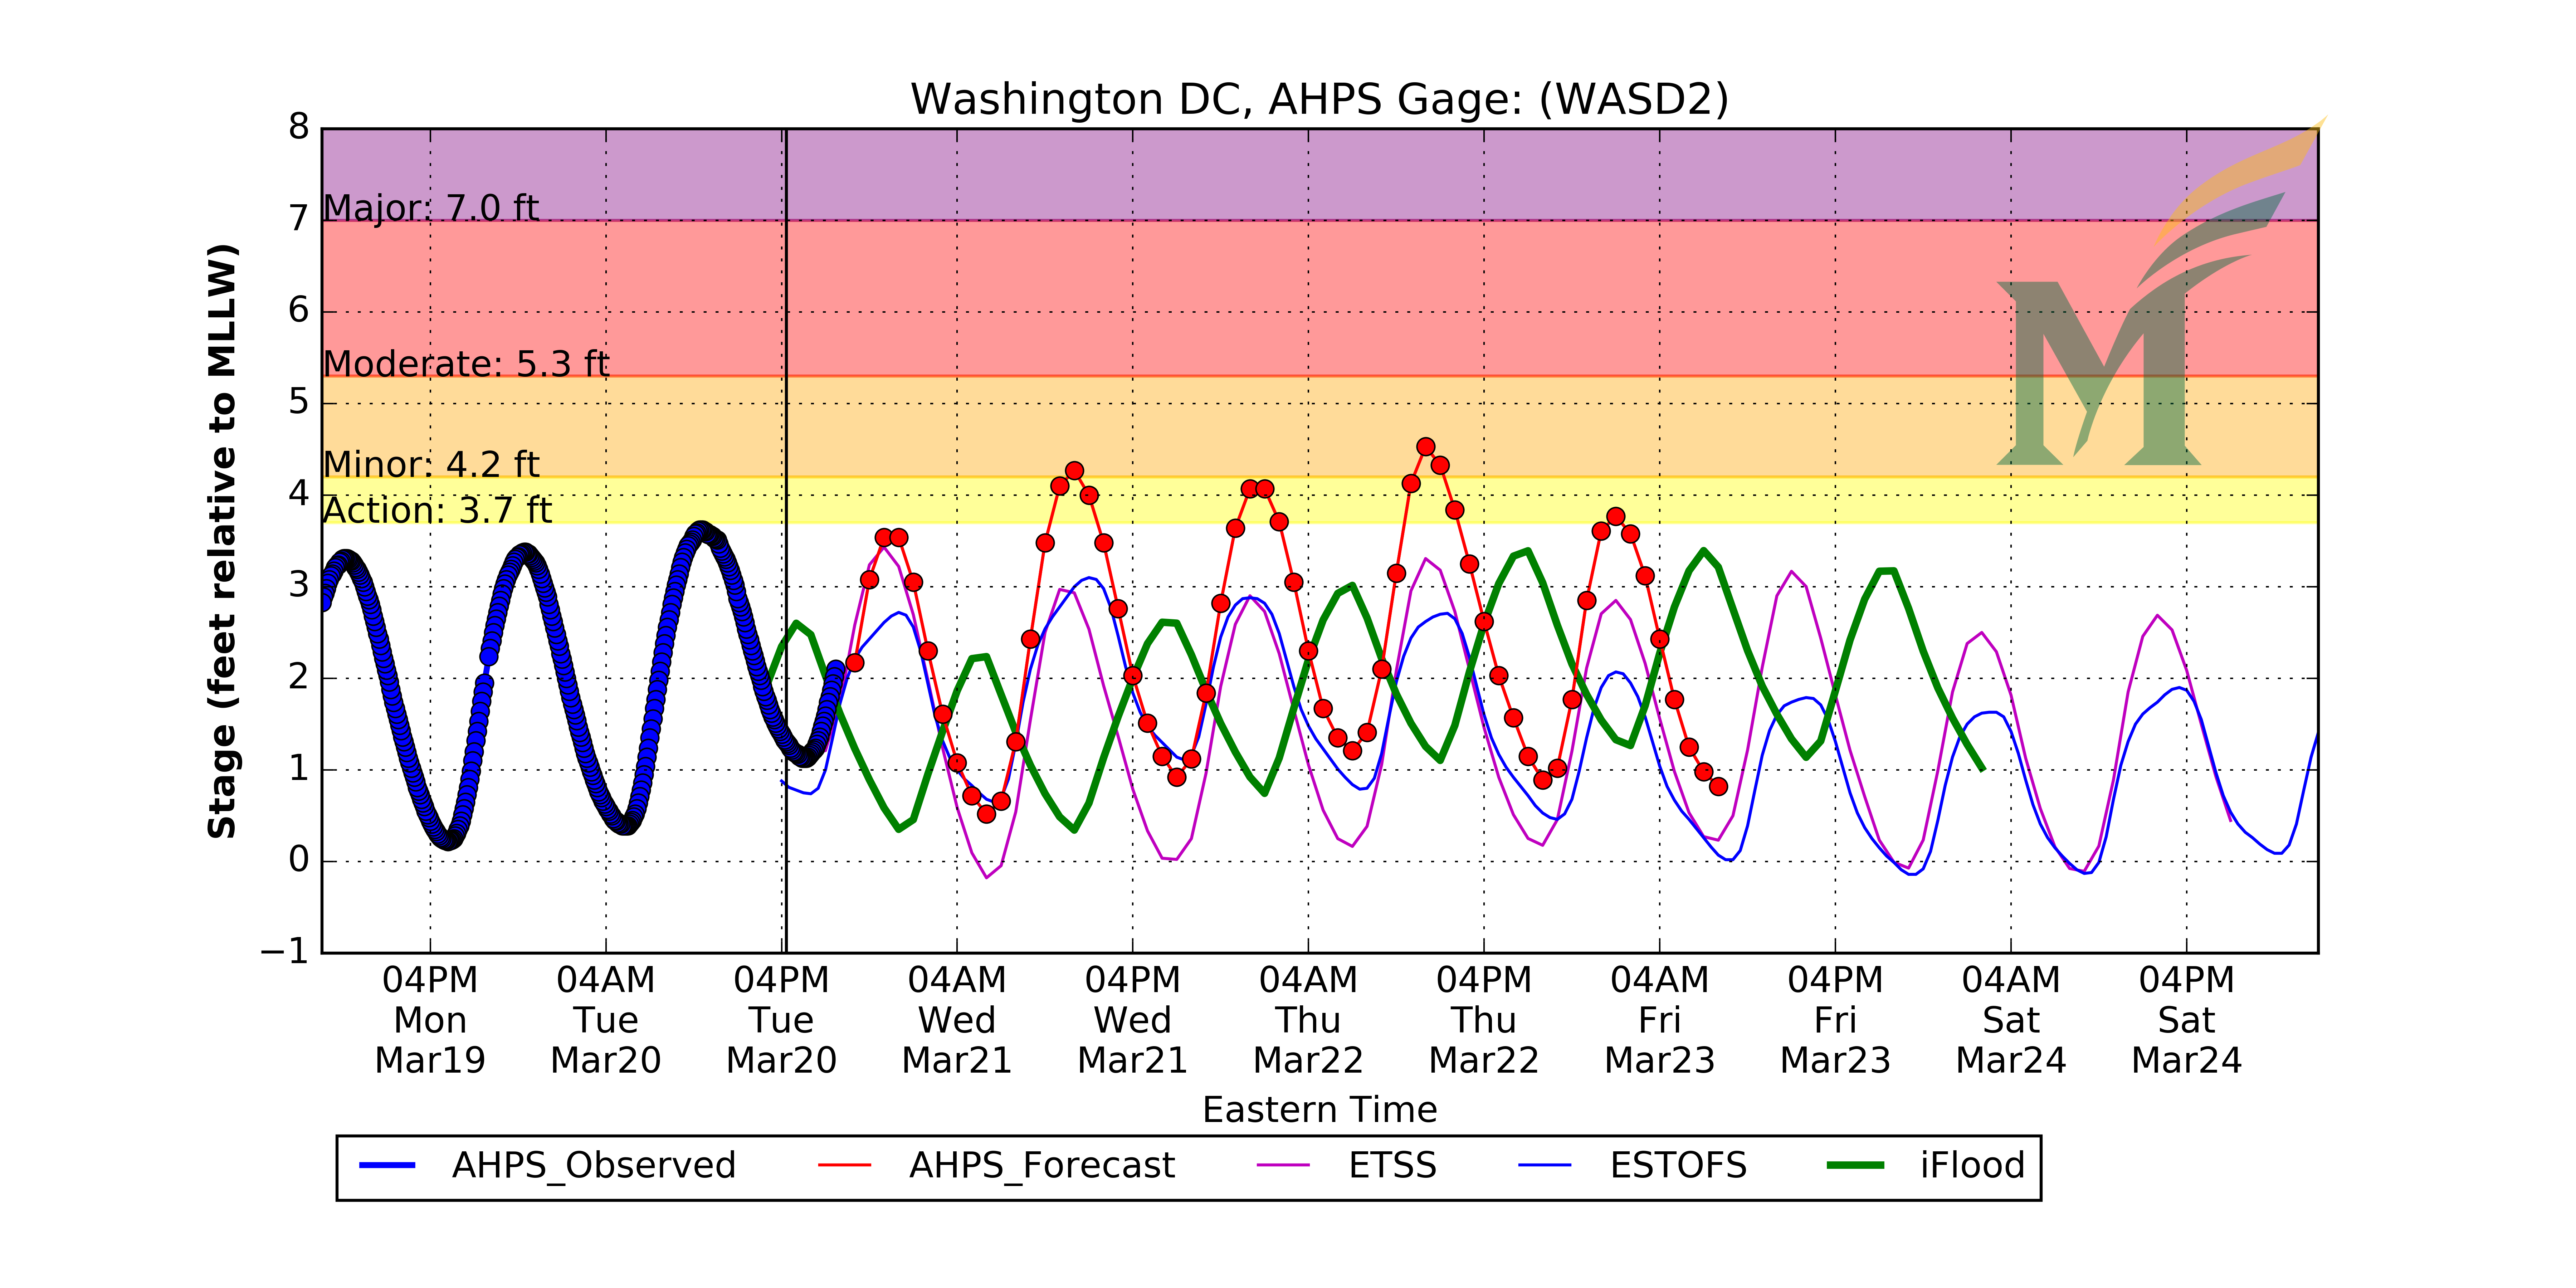 Washington DC, AHPS Gage: (WASD2)
Stage (feet relative to MLLW)
8
7
6
5
4
3
2
1
0
−1
Major: 7.0 ft
Moderate: 5.3 ft
Minor: 4.2 ft
Action: 3.7 ft
M
04PM 04AM 04PM 04AM 04PM 04AM 04PM 04AM 04PM 04AM 04PM
Mon Tue Tue Wed Wed Thu Thu Fri Fri Sat Sat
Mar19 Mar20 Mar20 Mar21 Mar21 Mar22 Mar22 Mar23 Mar23 Mar24 Mar24
Eastern Time
AHPS_Observed AHPS_Forecast ETSS ESTOFS iFlood